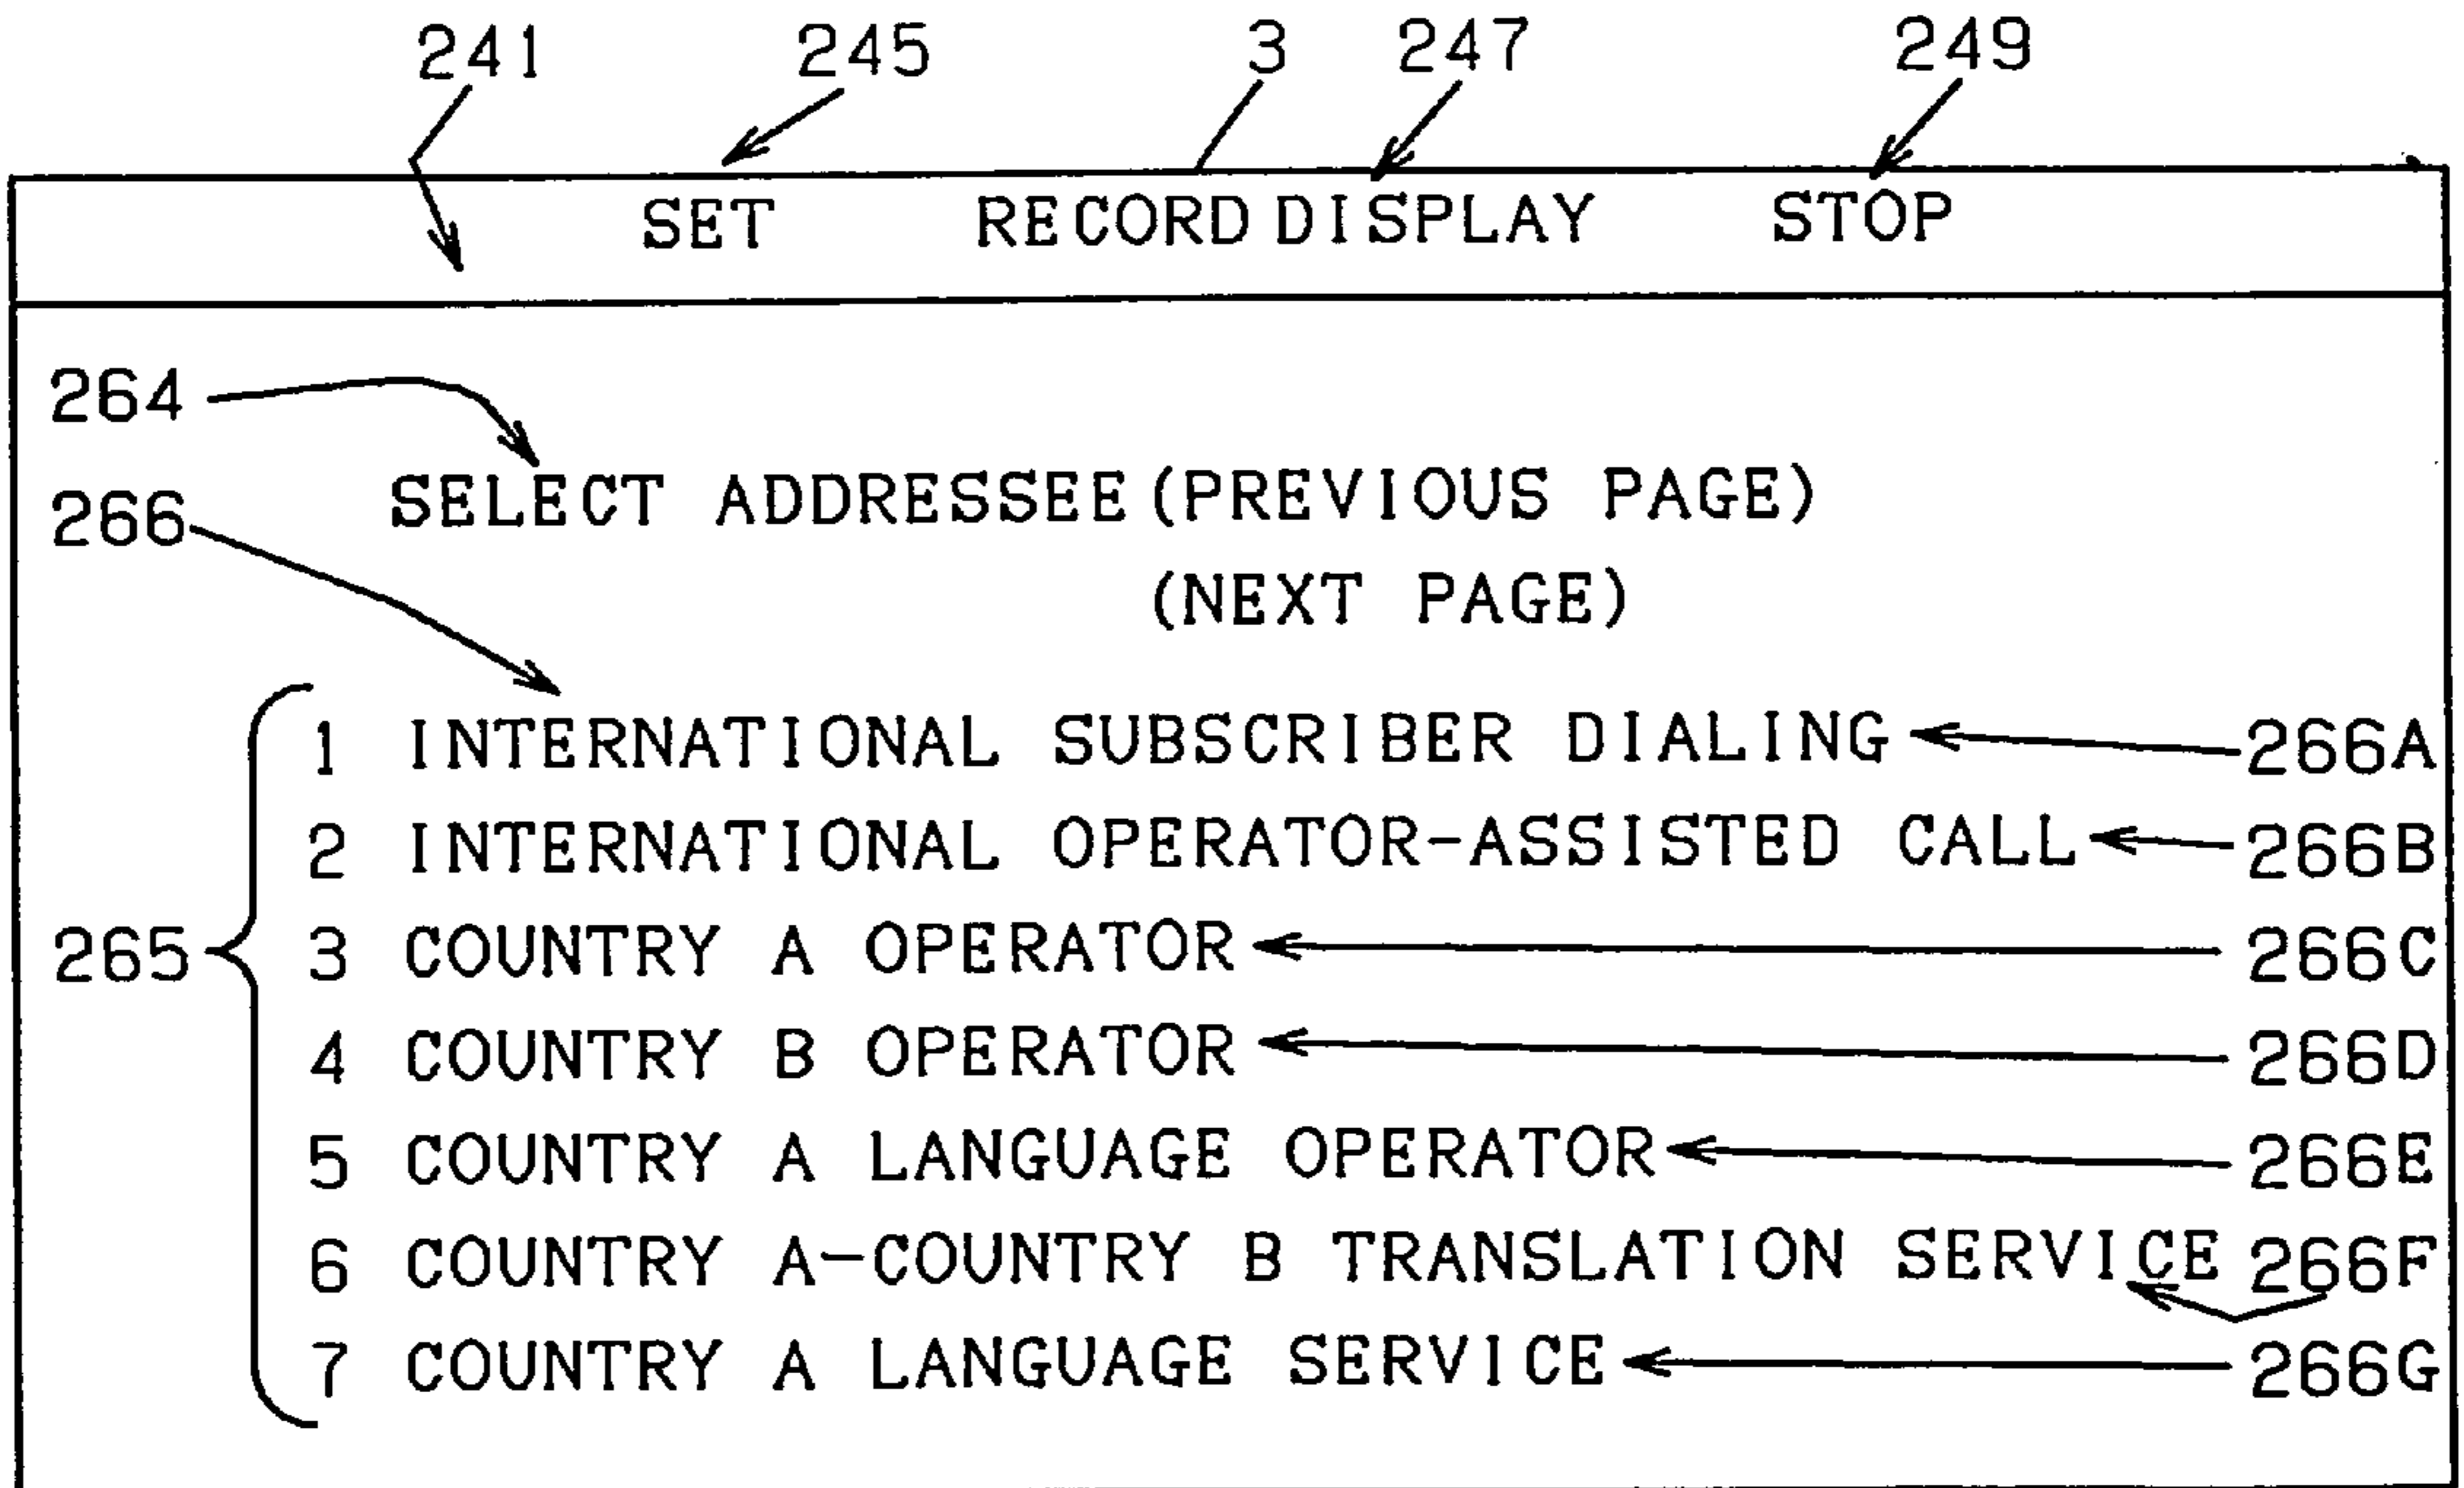 241 245 3 247 249
SET RECORD DISPLAY STOP
264
SELECT ADDRESSEE (PREVIOUS PAGE)
266
(NEXT PAGE)
1 INTERNATIONAL SUBSCRIBER DIALING 266A
2 INTERNATIONAL OPERATOR-ASSISTED CALL 266B
265 3 COUNTRY A OPERATOR 266C
4 COUNTRY B OPERATOR 266D
5 COUNTRY A LANGUAGE OPERATOR 266E
6 COUNTRY A-COUNTRY B TRANSLATION SERVICE 266F
7 COUNTRY A LANGUAGE SERVICE 266G